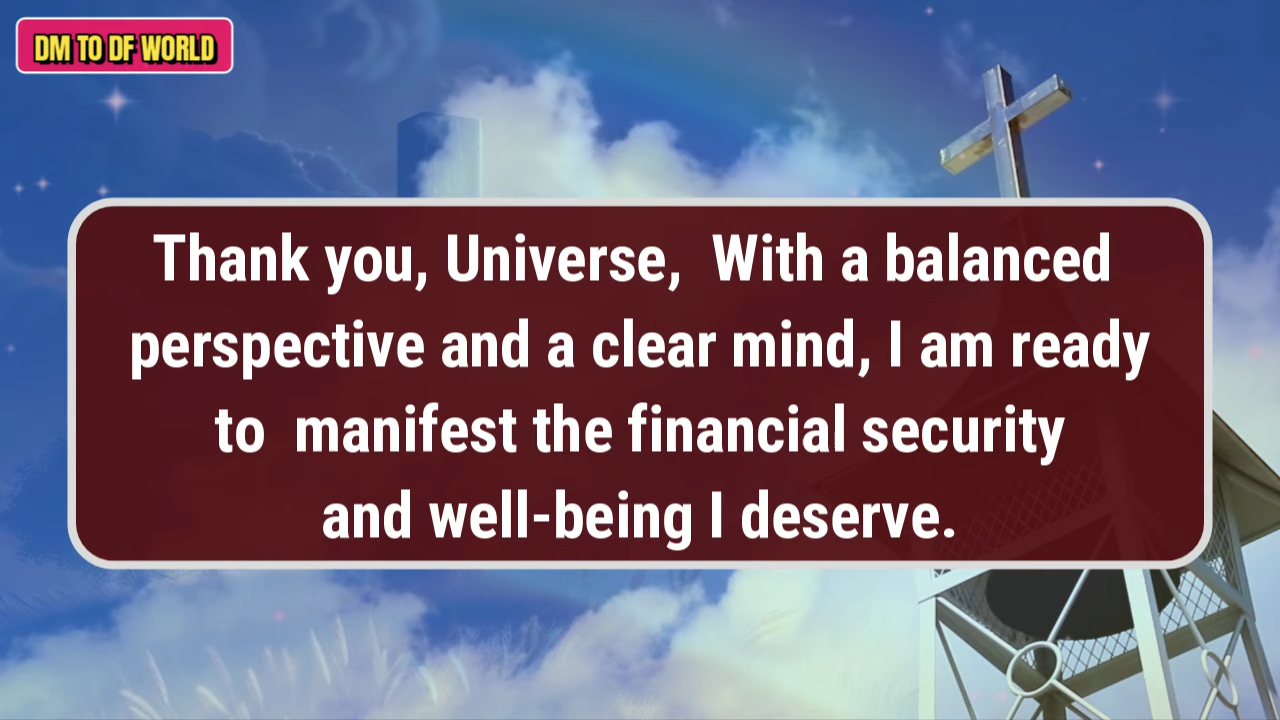 DM TO DF WORLD
Thank you, Universe,  With a balanced
perspective and a clear mind, I am ready
to  manifest the financial security
and well-being I deserve.